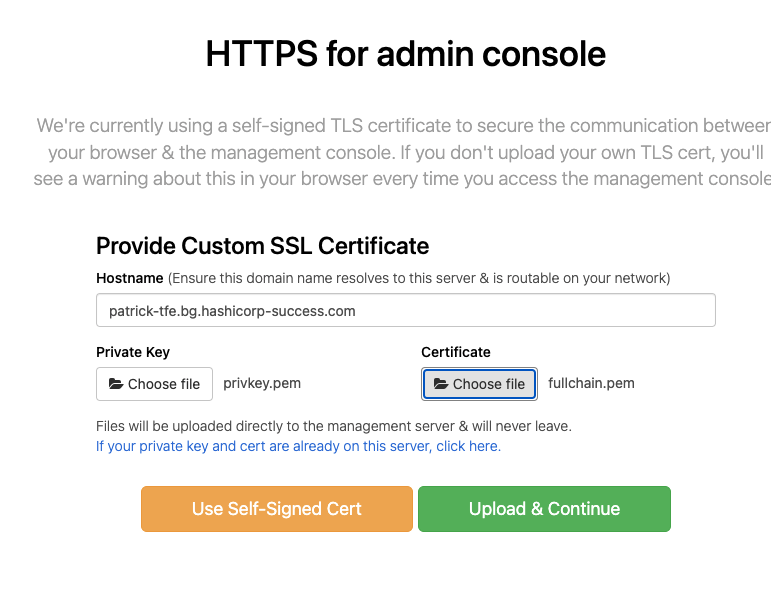 HTTPS for admin console
We're currently using a self-signed TLS certificate to secure the communication between
your browser & the management console. If you don't upload your own TLS cert, you'll
see a warning about this in your browser every time you access the management console
Provide Custom SSL Certificate
Hostname (Ensure this domain name resolves to this server & is routable on your network)
patrick-tfe.bg.hashicorp-success.com
Private Key Certificate
Choose file privkey.pem Choose file fullchain.pem
Files will be uploaded directly to the management server & will never leave.
If your private key and cert are already on this server, click here.
Use Self-Signed Cert Upload & Continue